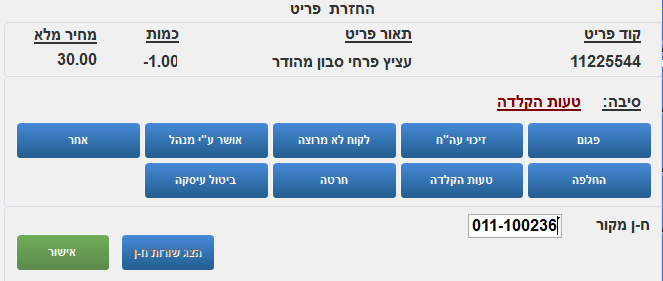 החזרת פריט
קוד פריט תאור פריט כמות מחיר מלא
11225544 עציץ פרחי סבון מהודר -1.00 30.00
סיבה: טעות הקלדה
פגום זיכוי עה"ח לקוח לא מרוצה אושר ע"י מנהל אחר
החלפה טעות הקלדה חרטה ביטול עיסקה
ח-ן מקור 011-100236
הצג שורות ח-ן אישור